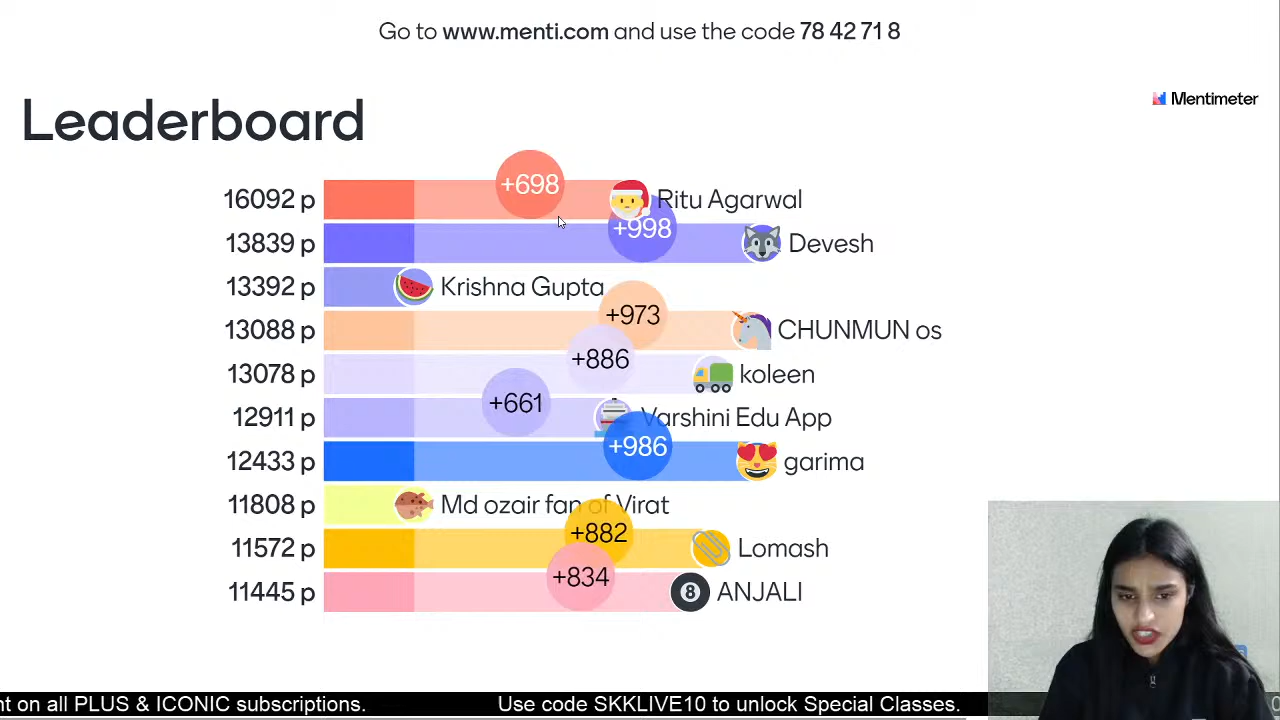 Go to www.menti.com and use the code 78 42 71 8
Mentimeter
Leaderboard
16092 p +698 Ritu Agarwal
13839 p +998 Devesh
13392 p Krishna Gupta
13088 p +973 CHUNMUN os
13078 p +886 koleen
12911 p +661 Varshini Edu App
12433 p +986 garima
11808 p Md ozair fan of Virat
11572 p +882 Lomash
11445 p +834 8 ANJALI
nt on all PLUS & ICONIC subscriptions. Use code SKKLIVE10 to unlock Special Classes.